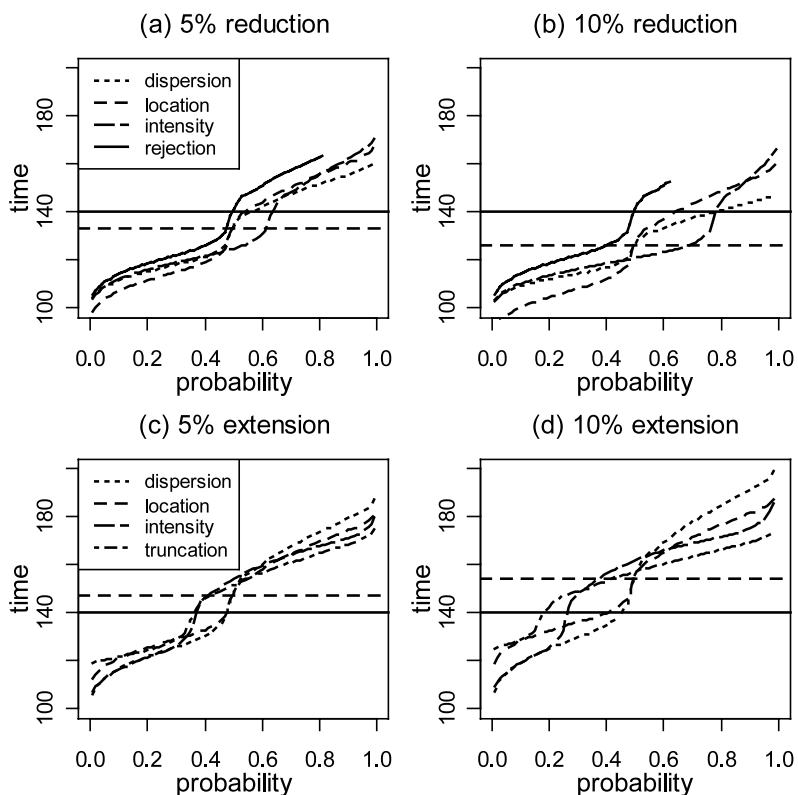 (a) 5% reduction
time
100
140
180
dispersion
location
intensity
rejection
0.0 0.2 0.4 0.6 0.8 1.0
probability
(b) 10% reduction
time
100
140
180
0.0 0.2 0.4 0.6 0.8 1.0
probability
(c) 5% extension
time
100
140
180
dispersion
location
intensity
truncation
0.0 0.2 0.4 0.6 0.8 1.0
probability
(d) 10% extension
time
100
140
180
0.0 0.2 0.4 0.6 0.8 1.0
probability